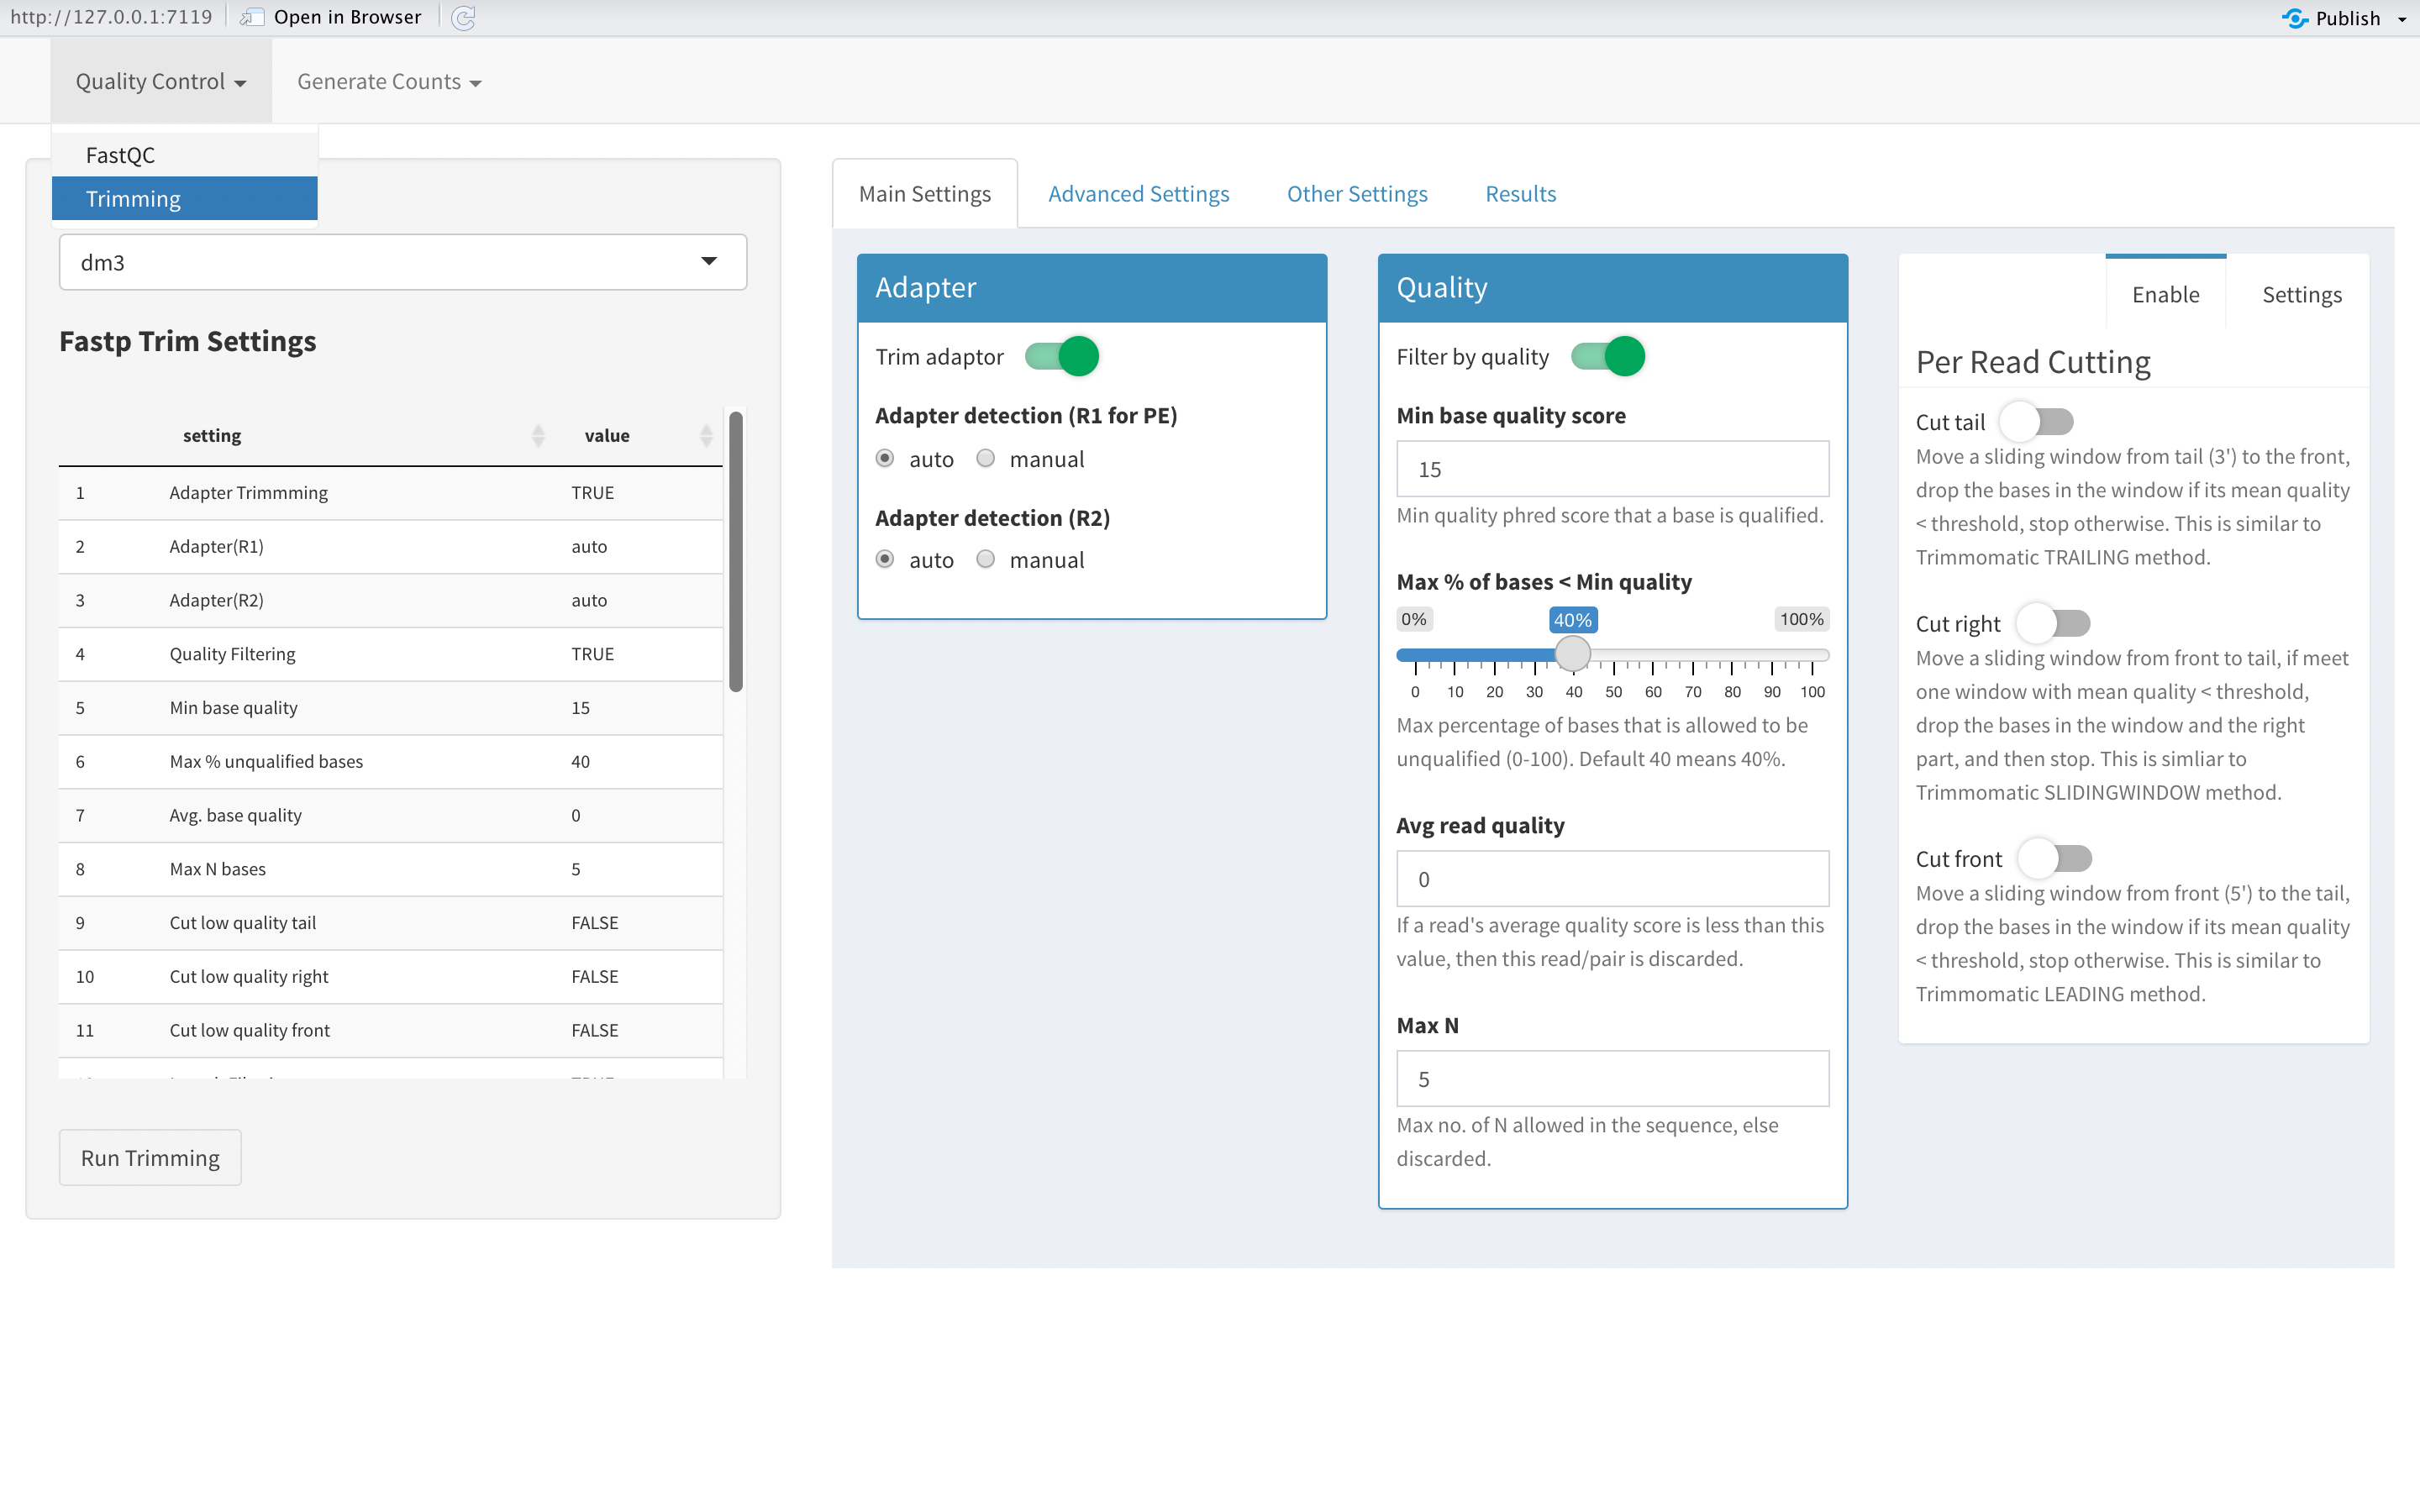 http://127.0.0.1:7119 Open in Browser Publish
Quality Control Generate Counts
FastQC
Trimming
dm3
Fastp Trim Settings
setting value
1 Adapter Trimmming TRUE
2 Adapter(R1) auto
3 Adapter(R2) auto
4 Quality Filtering TRUE
5 Min base quality 15
6 Max % unqualified bases 40
7 Avg. base quality 0
8 Max N bases 5
9 Cut low quality tail FALSE
10 Cut low quality right FALSE
11 Cut low quality front FALSE
Run Trimming
Main Settings Advanced Settings Other Settings Results
Adapter
Trim adaptor
Adapter detection (R1 for PE)
auto manual
Adapter detection (R2)
auto manual
Quality
Filter by quality
Min base quality score
15
Min quality phred score that a base is qualified.
Max % of bases < Min quality
0% 40% 100%
0 10 20 30 40 50 60 70 80 90 100
Max percentage of bases that is allowed to be
unqualified (0-100). Default 40 means 40%.
Avg read quality
0
If a read's average quality score is less than this
value, then this read/pair is discarded.
Max N
5
Max no. of N allowed in the sequence, else
discarded.
Enable Settings
Per Read Cutting
Cut tail
Move a sliding window from tail (3') to the front,
drop the bases in the window if its mean quality
< threshold, stop otherwise. This is similar to
Trimmomatic TRAILING method.
Cut right
Move a sliding window from front to tail, if meet
one window with mean quality < threshold,
drop the bases in the window and the right
part, and then stop. This is simliar to
Trimmomatic SLIDINGWINDOW method.
Cut front
Move a sliding window from front (5') to the tail,
drop the bases in the window if its mean quality
< threshold, stop otherwise. This is similar to
Trimmomatic LEADING method.